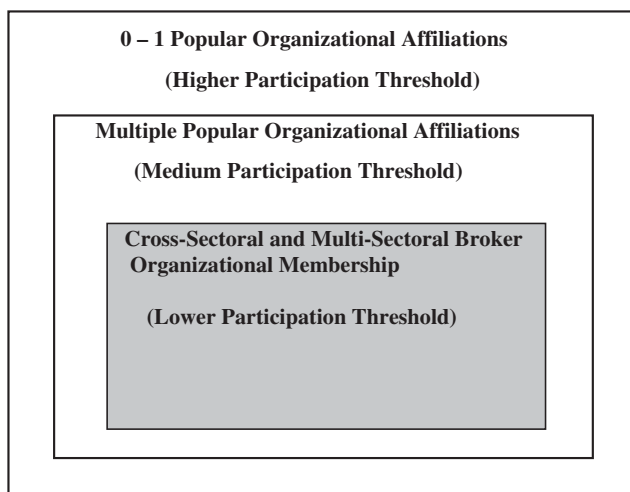 0 – 1 Popular Organizational Affiliations
(Higher Participation Threshold)
Multiple Popular Organizational Affiliations
(Medium Participation Threshold)
Cross-Sectoral and Multi-Sectoral Broker
Organizational Membership
(Lower Participation Threshold)